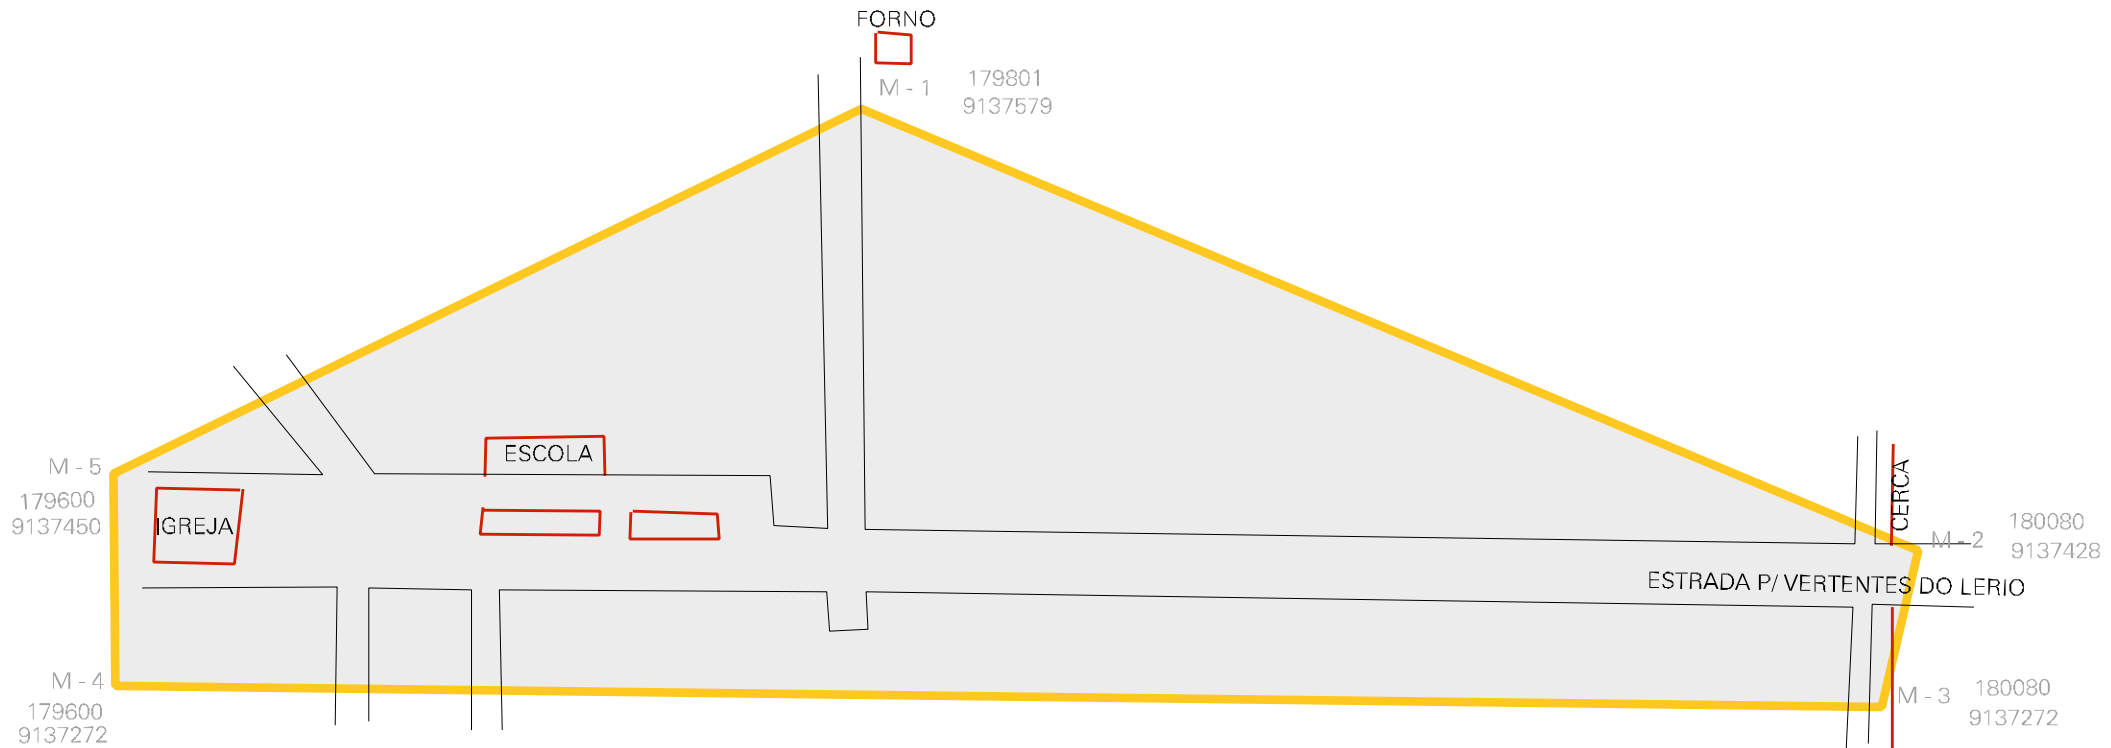 FORNO
M - 1
179801
9137579
M - 5
179600
9137450
ESCOLA
IGREJA
CERCA
M - 2
180080
9137428
ESTRADA P/ VERTENTES DO LERIO
M - 4
179600
9137272
M - 3
180080
9137272